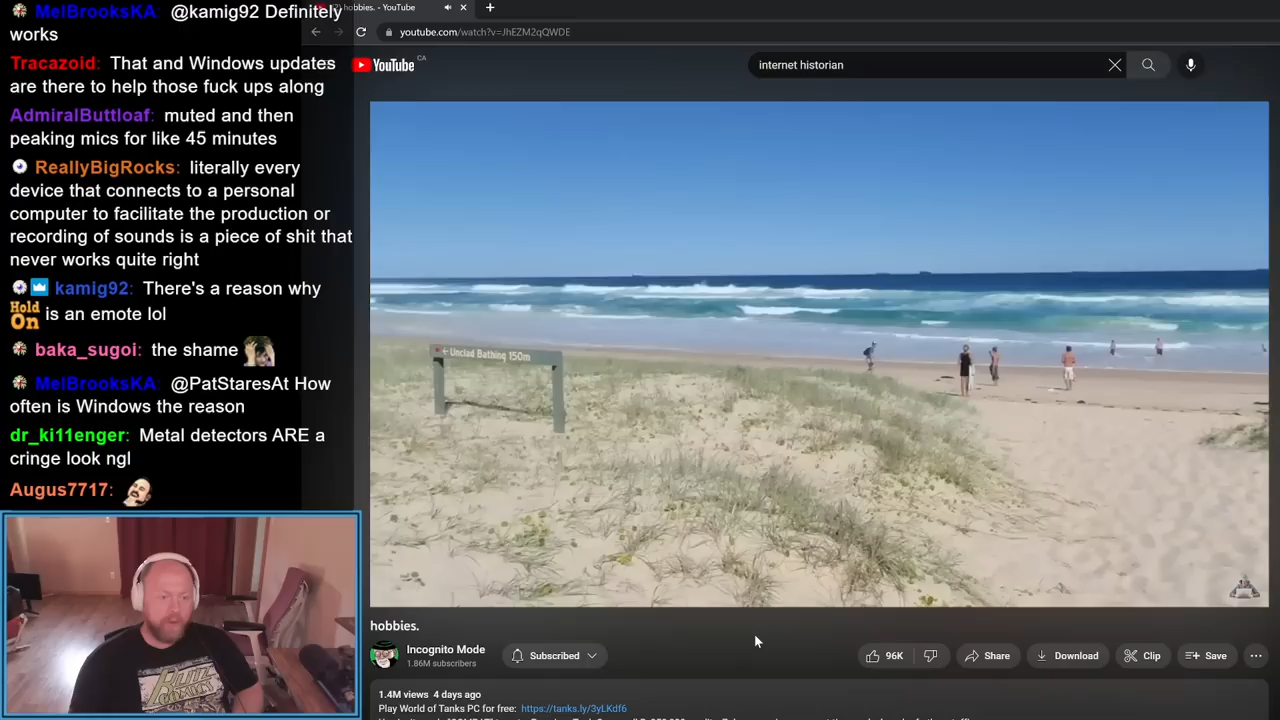 MelBrooksKA: @kamig92 Definitely
works
Tracazoid: That and Windows updates
are there to help those fuck ups along
AdmiralButtloaf: muted and then
peaking mics for like 45 minutes
ReallyBigRocks: literally every
device that connects to a personal
computer to facilitate the production or
recording of sounds is a piece of shit that
never works quite right
kamig92: There's a reason why
Hold On is an emote lol
baka_sugoi: the shame
MelBrooksKA: @PatStaresAt How
often is Windows the reason
dr_ki11enger: Metal detectors ARE a
cringe look ngl
Augus7717:
hobbies. - YouTube
youtube.com/watch?v=JhEZM2qQWDE
YouTube CA
internet historian
← Unclad Bathing 150m
hobbies.
Incognito Mode
1.86M subscribers
Subscribed
96K
Share
Download
Clip
Save
1.4M views 4 days ago
Play World of Tanks PC for free: https://tanks.ly/3yLKdf6